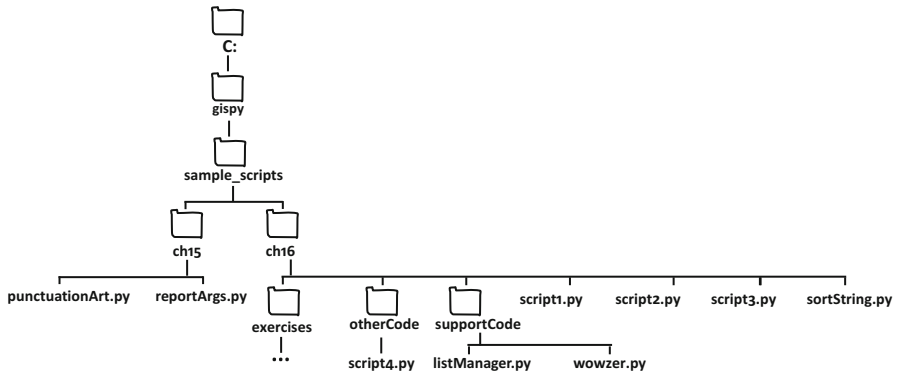 C:
gispy
sample_scripts
ch15
ch16
punctuationArt.py
reportArgs.py
exercises
otherCode
supportCode
script1.py
script2.py
script3.py
sortString.py
...
script4.py
listManager.py
wowzer.py